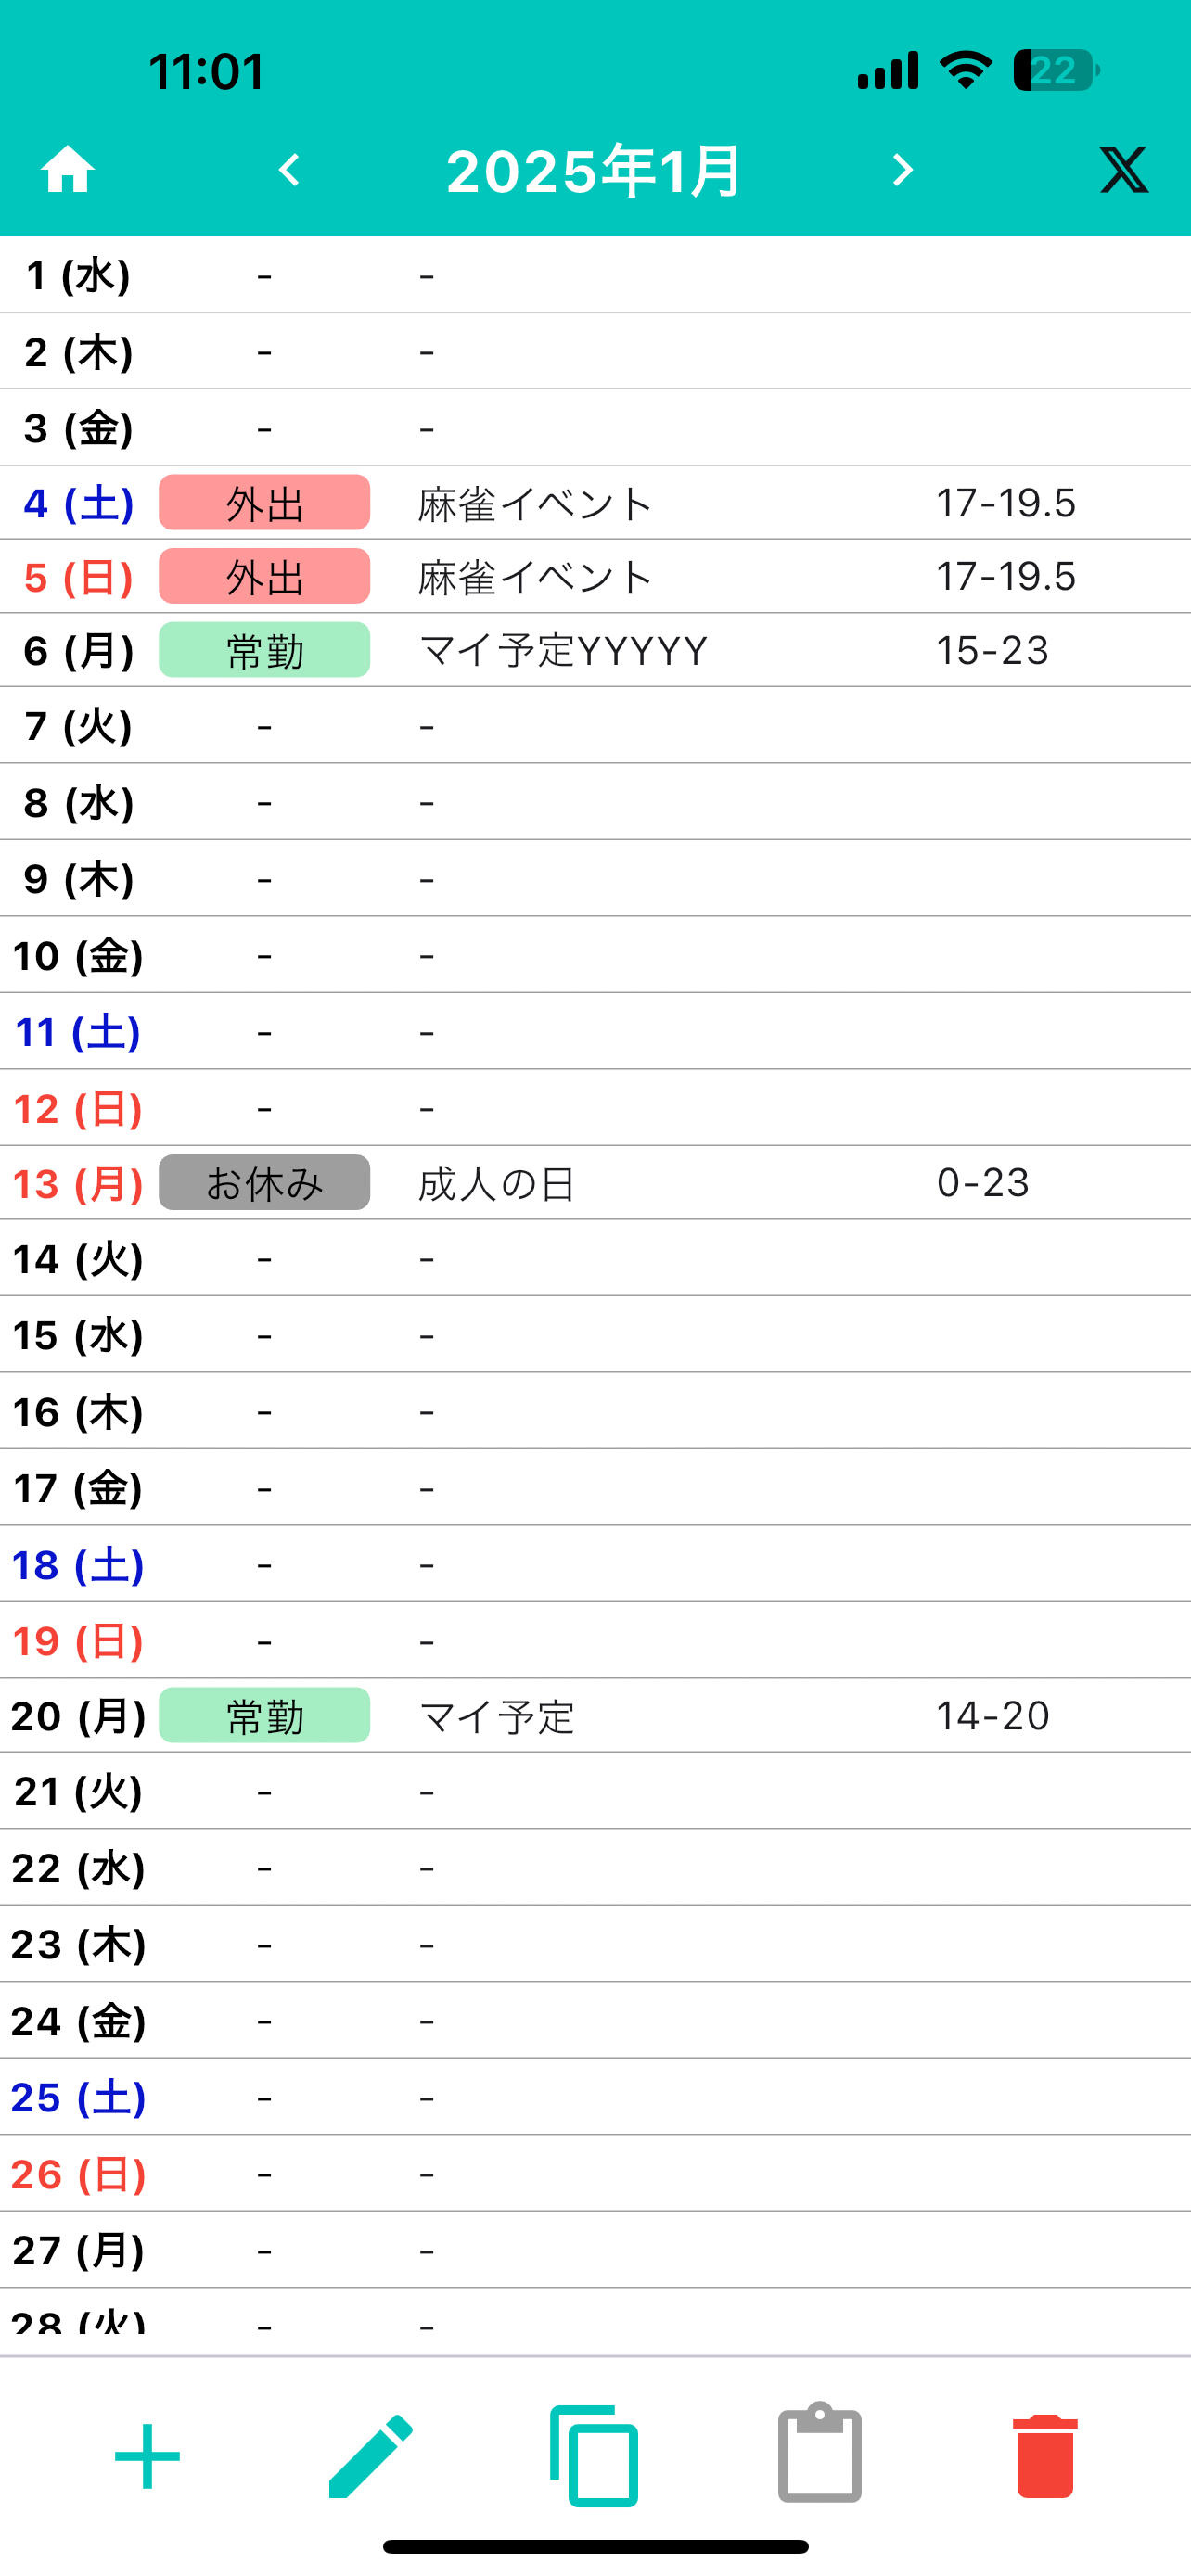 11:01 22
2025年1月
1 (水) - -
2 (木) - -
3 (金) - -
4 (土) 外出 麻雀イベント 17-19.5
5 (日) 外出 麻雀イベント 17-19.5
6 (月) 常勤 マイ予定YYYYY 15-23
7 (火) - -
8 (水) - -
9 (木) - -
10 (金) - -
11 (土) - -
12 (日) - -
13 (月) お休み 成人の日 0-23
14 (火) - -
15 (水) - -
16 (木) - -
17 (金) - -
18 (土) - -
19 (日) - -
20 (月) 常勤 マイ予定 14-20
21 (火) - -
22 (水) - -
23 (木) - -
24 (金) - -
25 (土) - -
26 (日) - -
27 (月) - -
28 (火) - -